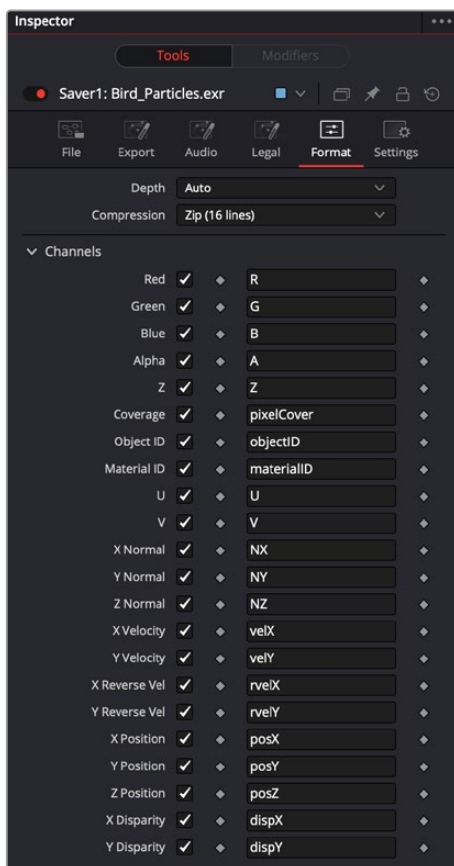 Inspector
Tools Modifiers
Saver1: Bird_Particles.exr
File Export Audio Legal Format Settings
Depth Auto
Compression Zip (16 lines)
Channels
Red R
Green G
Blue B
Alpha A
Z Z
Coverage pixelCover
Object ID objectID
Material ID materialID
U U
V V
X Normal NX
Y Normal NY
Z Normal NZ
X Velocity velX
Y Velocity velY
X Reverse Vel rvelX
Y Reverse Vel rvelY
X Position posX
Y Position posY
Z Position posZ
X Disparity dispX
Y Disparity dispY